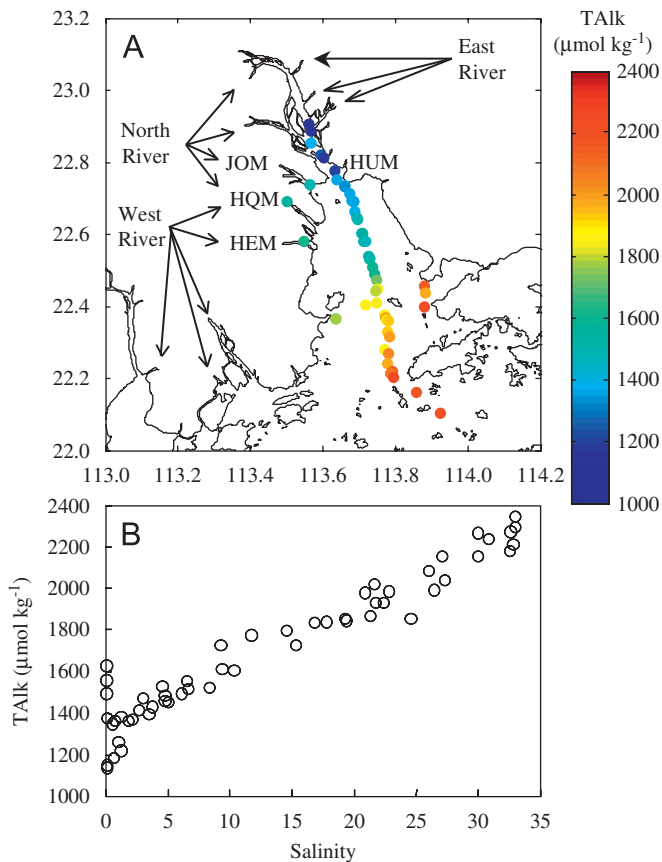 TAlk
(μmol kg⁻¹)
A
East
River
23.2
23.0
22.8
22.6
22.4
22.2
22.0
North
River
JOM
HUM
HQM
West
River
HEM
113.0
113.2
113.4
113.6
113.8
114.0
114.2
2400
2200
2000
1800
1600
1400
1200
1000
B
TAlk (μmol kg⁻¹)
2400
2200
2000
1800
1600
1400
1200
1000
0
5
10
15
20
25
30
35
Salinity